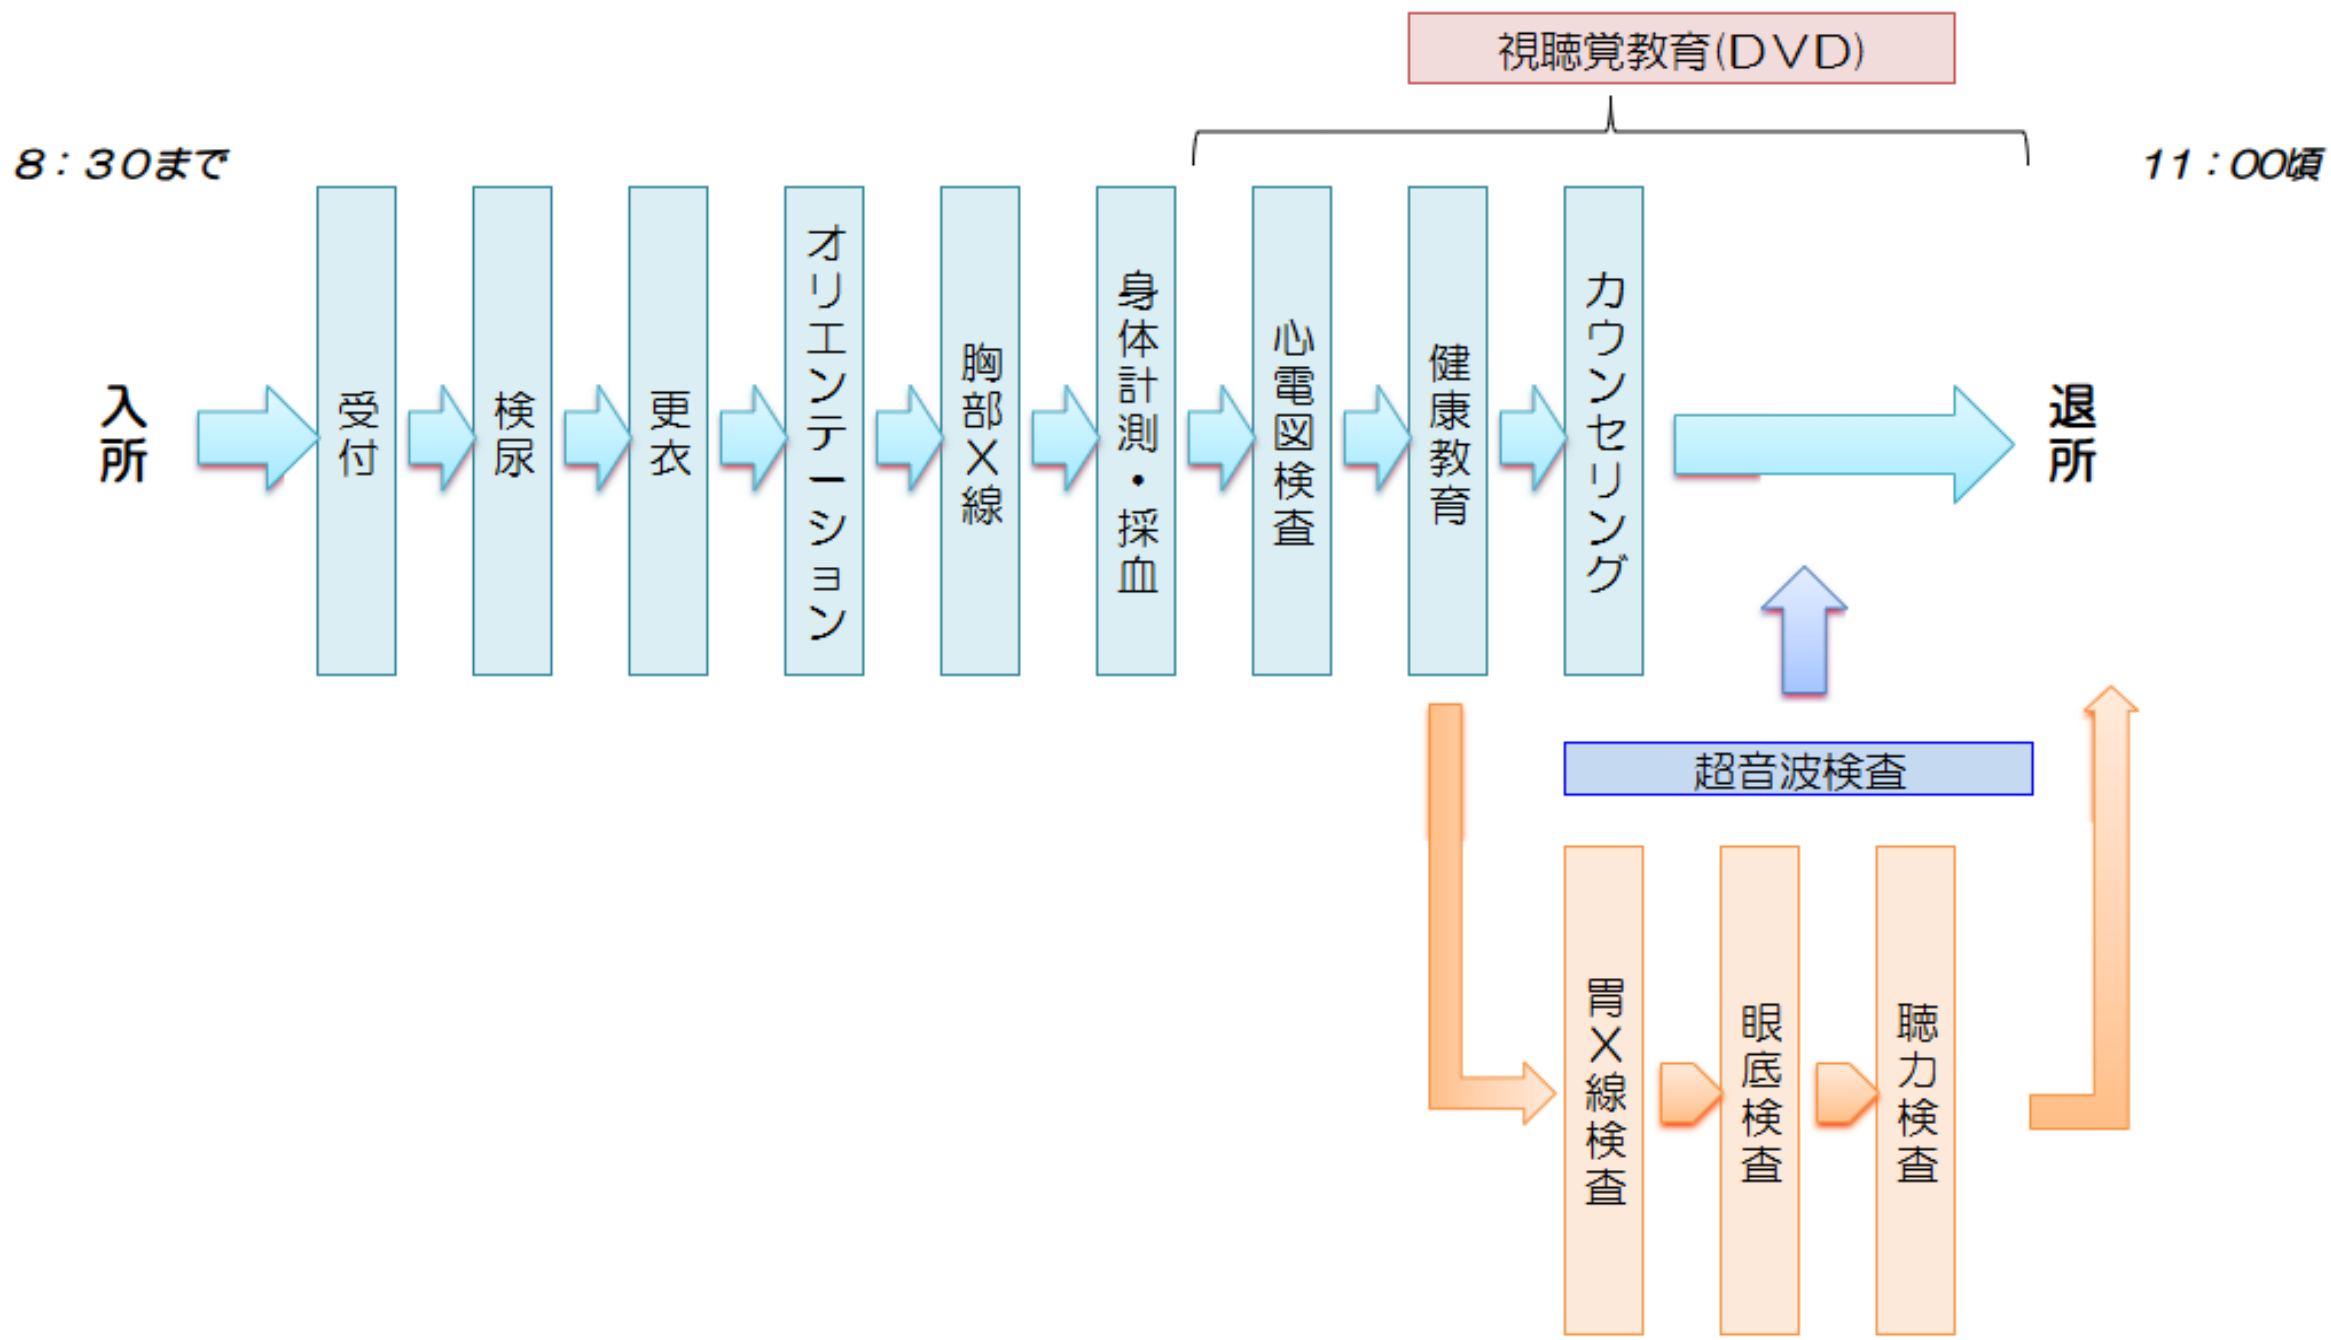 視聴覚教育(DVD)
8:30まで
11:00頃
入所
受付
検尿
更衣
オリエンテーション
胸部X線
身体計測・採血
心電図検査
健康教育
カウンセリング
退所
超音波検査
胃X線検査
眼底検査
聴力検査